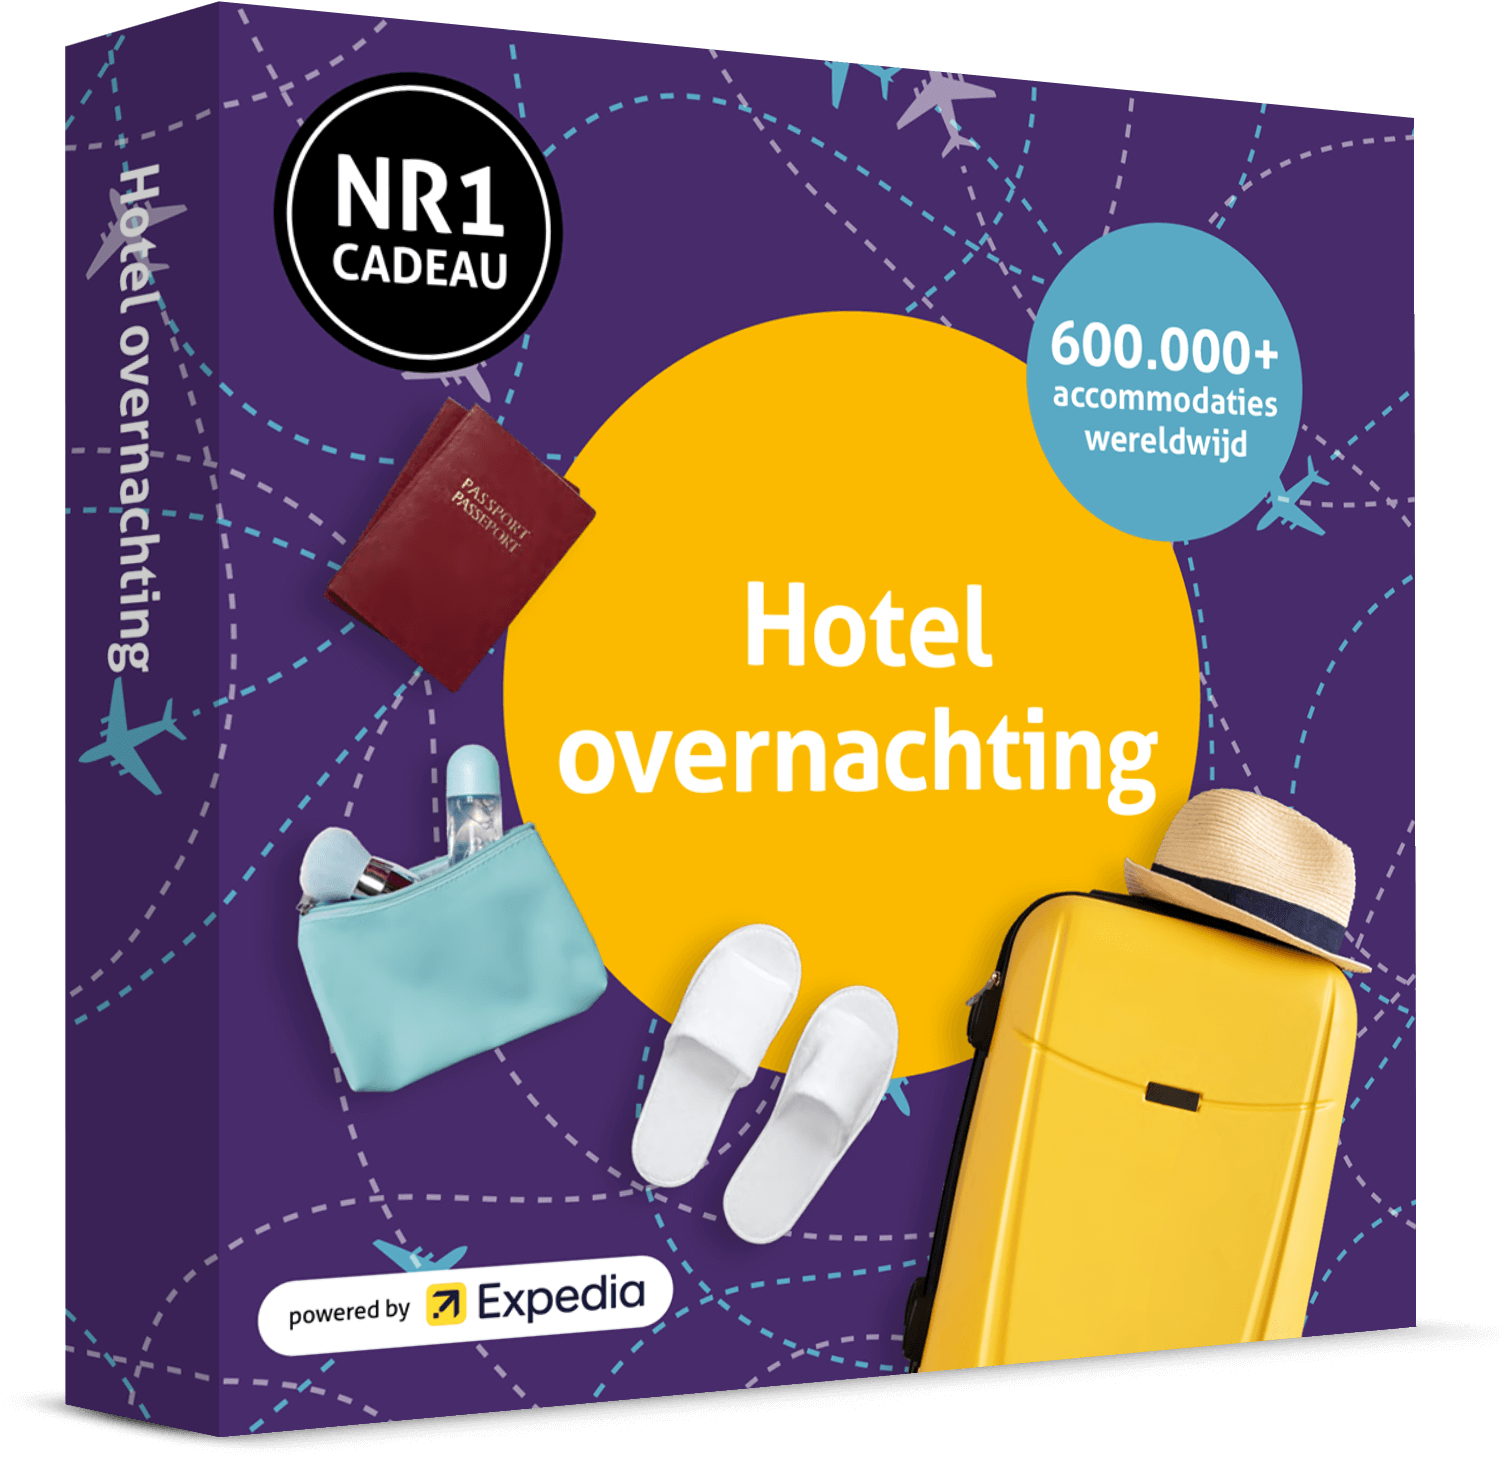 Hotel overnachting
NR1
CADEAU
600.000+
accommodaties
wereldwijd
PASSPORT
PASSEPORT
Hotel
overnachting
powered by Expedia